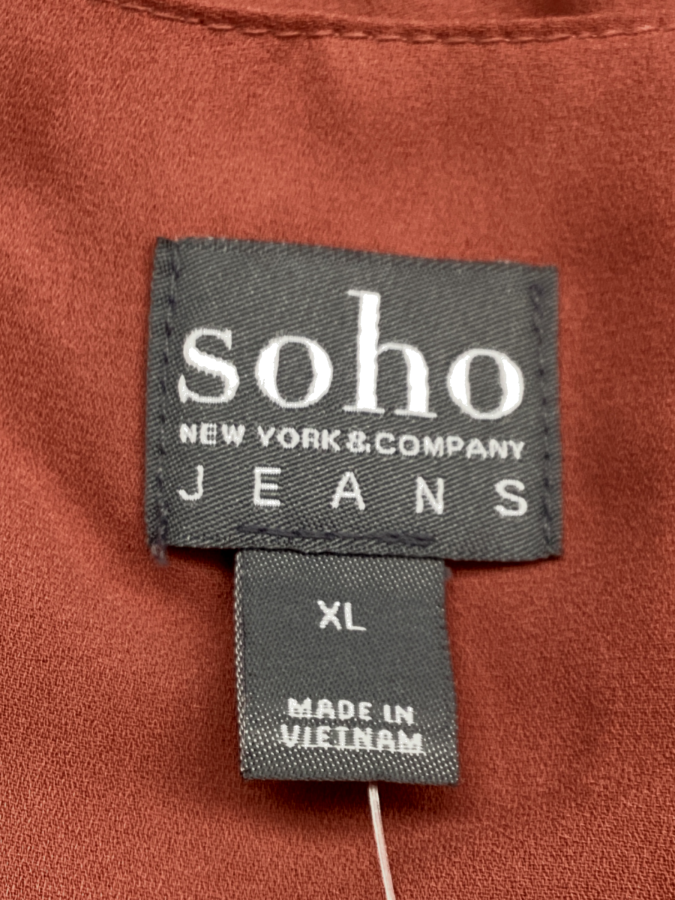 soho
NEW YORK & COMPANY
JEANS
XL
MADE IN
VIETNAM